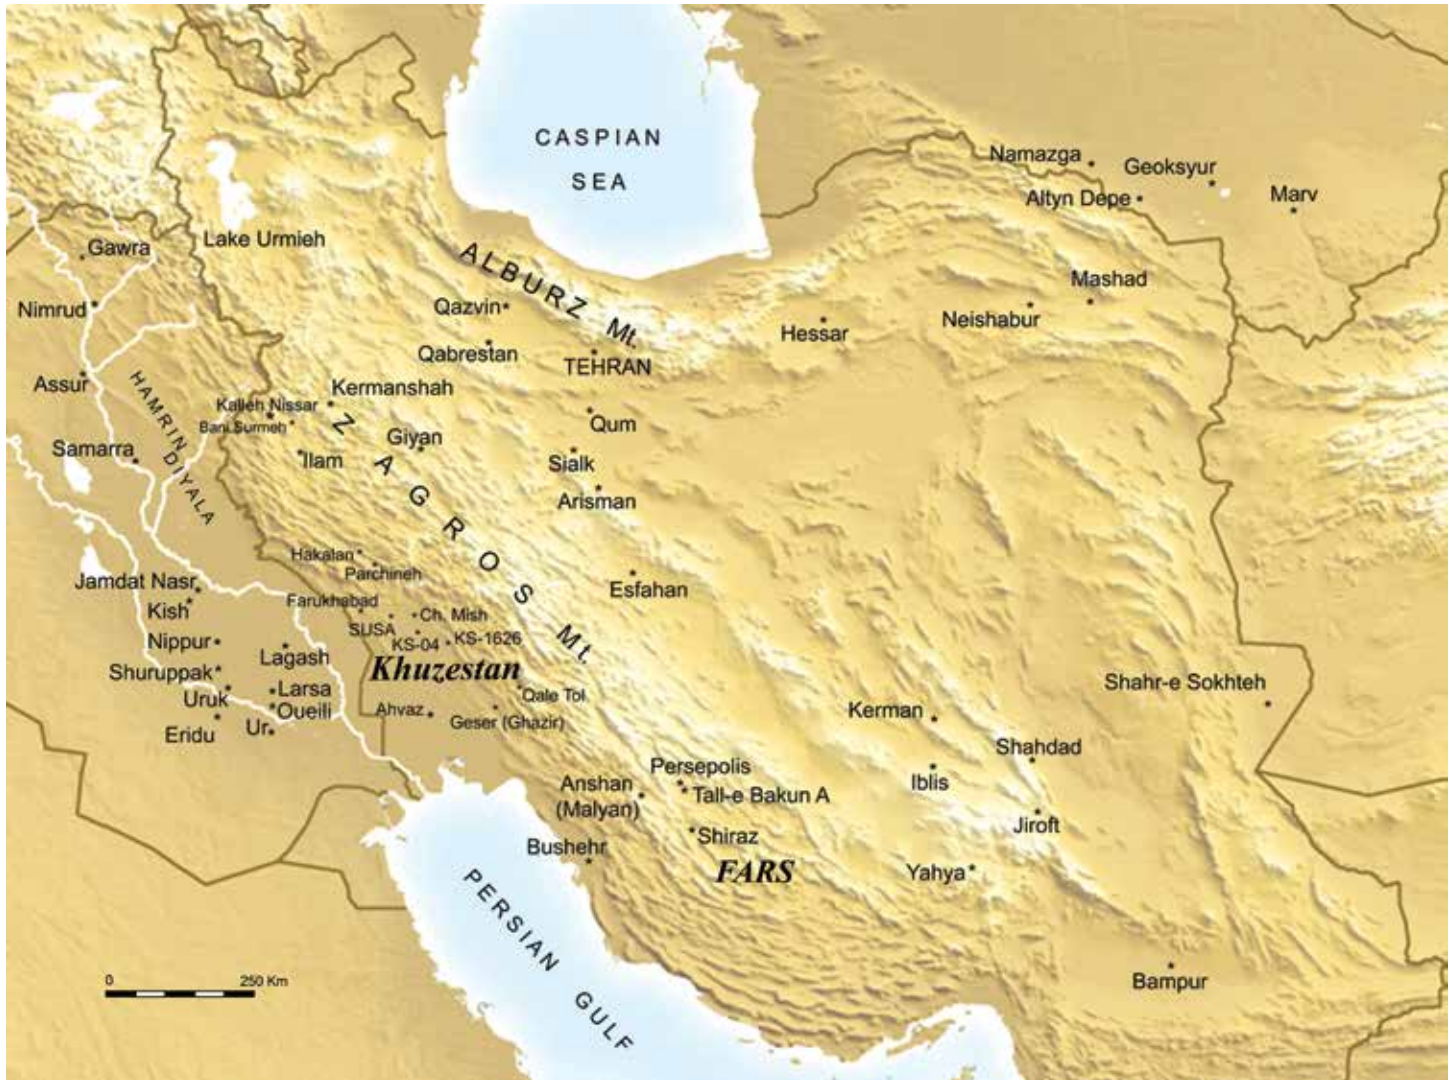 CASPIAN
SEA
Namazga
Geoksyur
Altyn Depe
Marv
Gawra
Lake Urmieh
ALBURZ Mt.
Mashad
Nimrud
Qazvin
Hessar
Neishabur
Qabrestan
TEHRAN
Assur
HAMRIN
Kermanshah
Kalleh Nissar
Bani Surmeh
Qum
ZAGROS Mt.
Giyan
Samarra
Ilam
Sialk
DIYALA
Arisman
Hakalan
Parchineh
Jamdat Nasr
Esfahan
Kish
Farukhabad
Ch. Mish
SUSA
KS-04
KS-1626
Nippur
Lagash
Khuzestan
Shuruppak
Uruk
Larsa
Qale Tol
Shahr-e Sokhteh
Oueili
Ahvaz
Geser (Ghazir)
Kerman
Eridu
Ur
Shahdad
Persepolis
Anshan
(Malyan)
Tall-e Bakun A
Iblis
Jiroft
Shiraz
Bushehr
FARS
Yahya
PERSIAN GULF
0
250 Km
Bampur